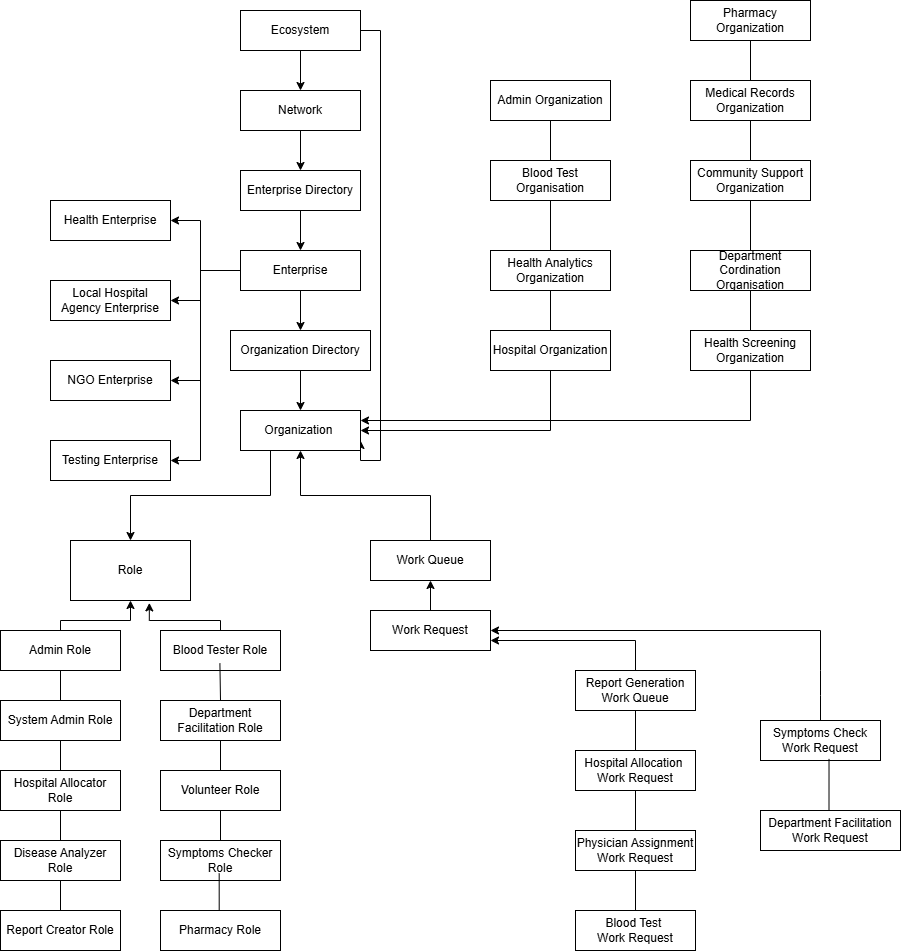 Ecosystem
Network
Enterprise Directory
Enterprise
Organization Directory
Organization
Health Enterprise
Local Hospital
Agency Enterprise
NGO Enterprise
Testing Enterprise
Admin Organization
Blood Test
Organisation
Health Analytics
Organization
Hospital Organization
Pharmacy
Organization
Medical Records
Organization
Community Support
Organization
Department
Cordination
Organisation
Health Screening
Organization
Role
Admin Role
System Admin Role
Hospital Allocator
Role
Disease Analyzer
Role
Report Creator Role
Blood Tester Role
Department
Facilitation Role
Volunteer Role
Symptoms Checker
Role
Pharmacy Role
Work Queue
Work Request
Report Generation
Work Queue
Hospital Allocation
Work Request
Physician Assignment
Work Request
Blood Test
Work Request
Symptoms Check
Work Request
Department Facilitation
Work Request